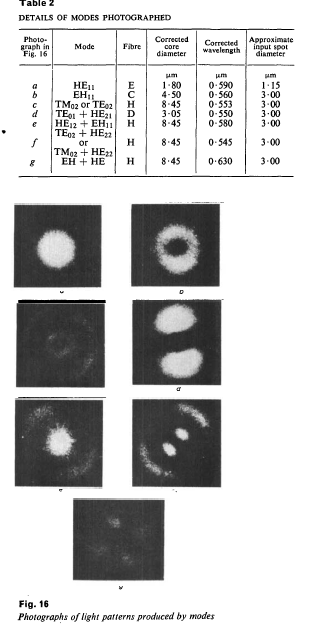 Table 2
DETAILS OF MODES PHOTOGRAPHED
Photo- Mode Fibre Corrected Corrected Approximate
graph in core wavelength input spot
Fig. 16 diameter diameter
μm μm μm
a HE11 E 1·80 0·590 1·15
b EH11 C 4·50 0·560 3·00
c TM02 or TE02 H 8·45 0·553 3·00
d TE01 + HE21 D 3·05 0·550 3·00
e HE12 + EH11 H 8·45 0·580 3·00
TE02 + HE22
f or H 8·45 0·545 3·00
TM02 + HE22
g EH + HE H 8·45 0·630 3·00
d
Fig. 16
Photographs of light patterns produced by modes